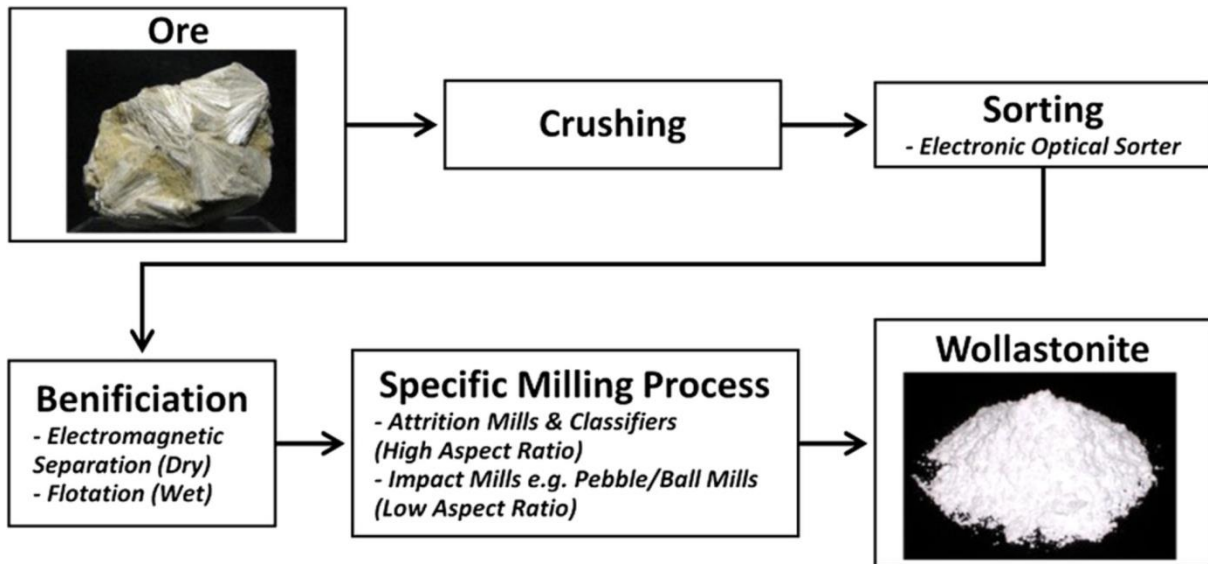 Ore
Crushing
Sorting
- Electronic Optical Sorter
Benificiation
- Electromagnetic
Separation (Dry)
- Flotation (Wet)
Specific Milling Process
- Attrition Mills & Classifiers
(High Aspect Ratio)
- Impact Mills e.g. Pebble/Ball Mills
(Low Aspect Ratio)
Wollastonite